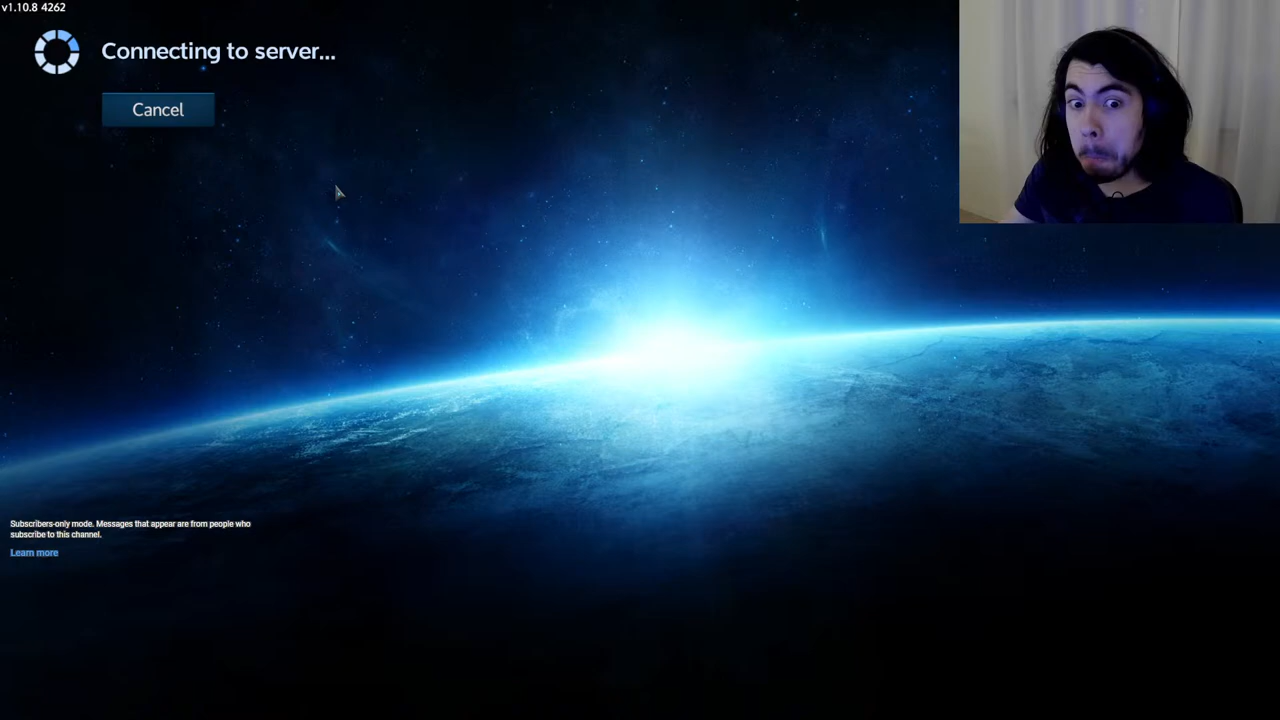 v1.10.8 4262
Connecting to server...
Cancel
Subscribers-only mode. Messages that appear are from people who
subscribe to this channel.
Learn more